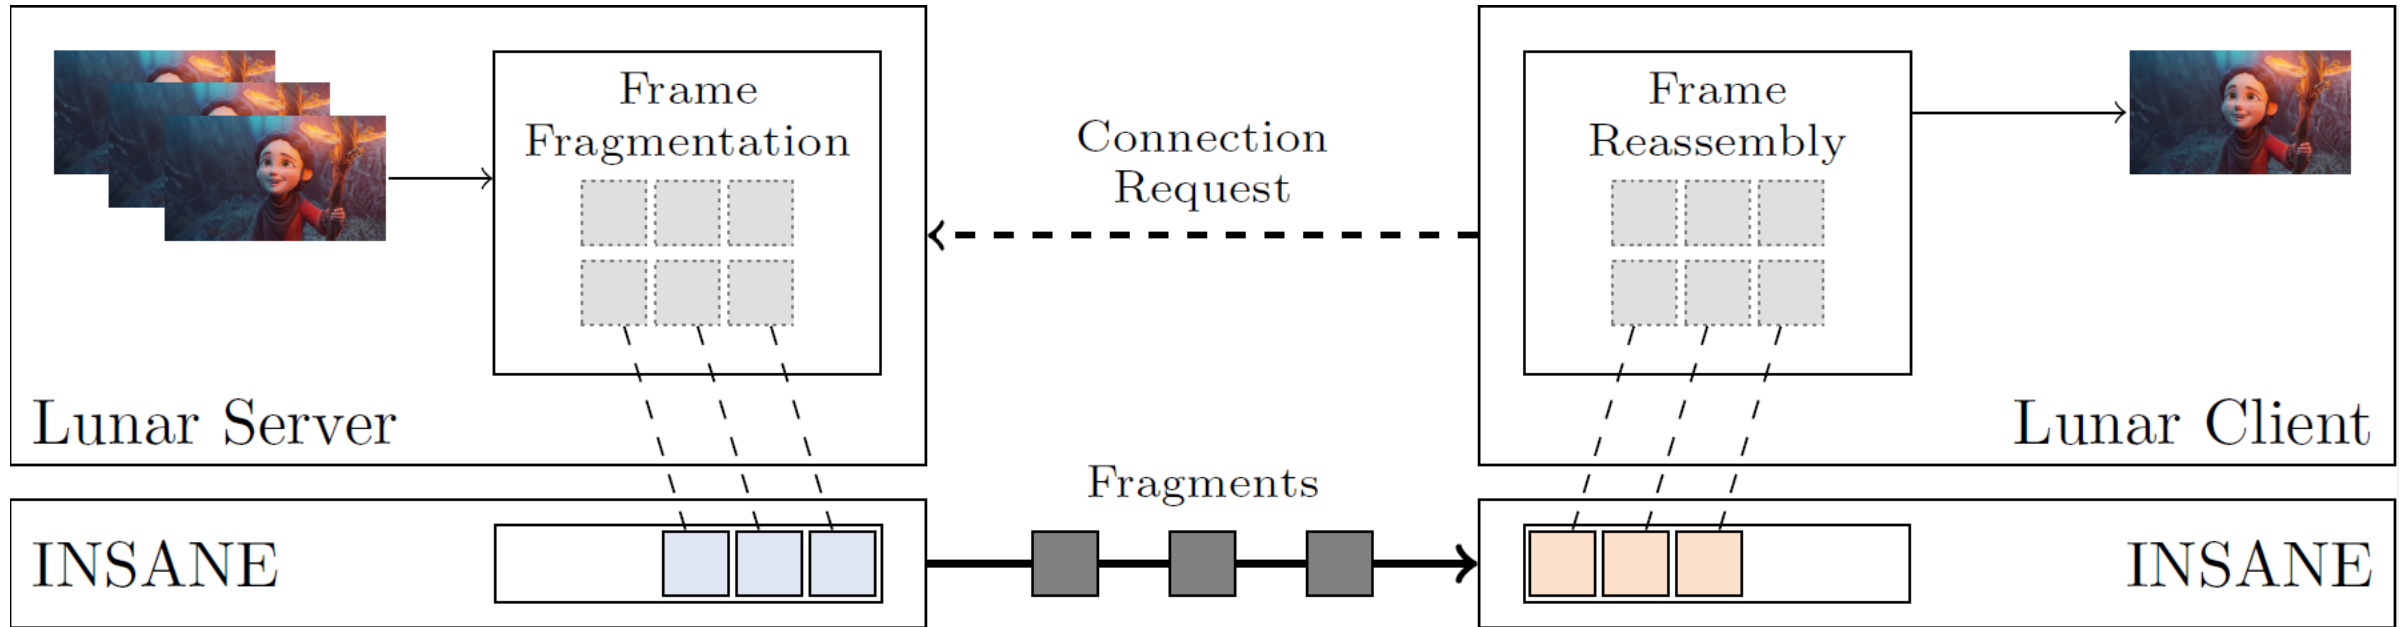 Frame
Fragmentation
Lunar Server
Connection
Request
Frame
Reassembly
Lunar Client
INSANE
Fragments
INSANE